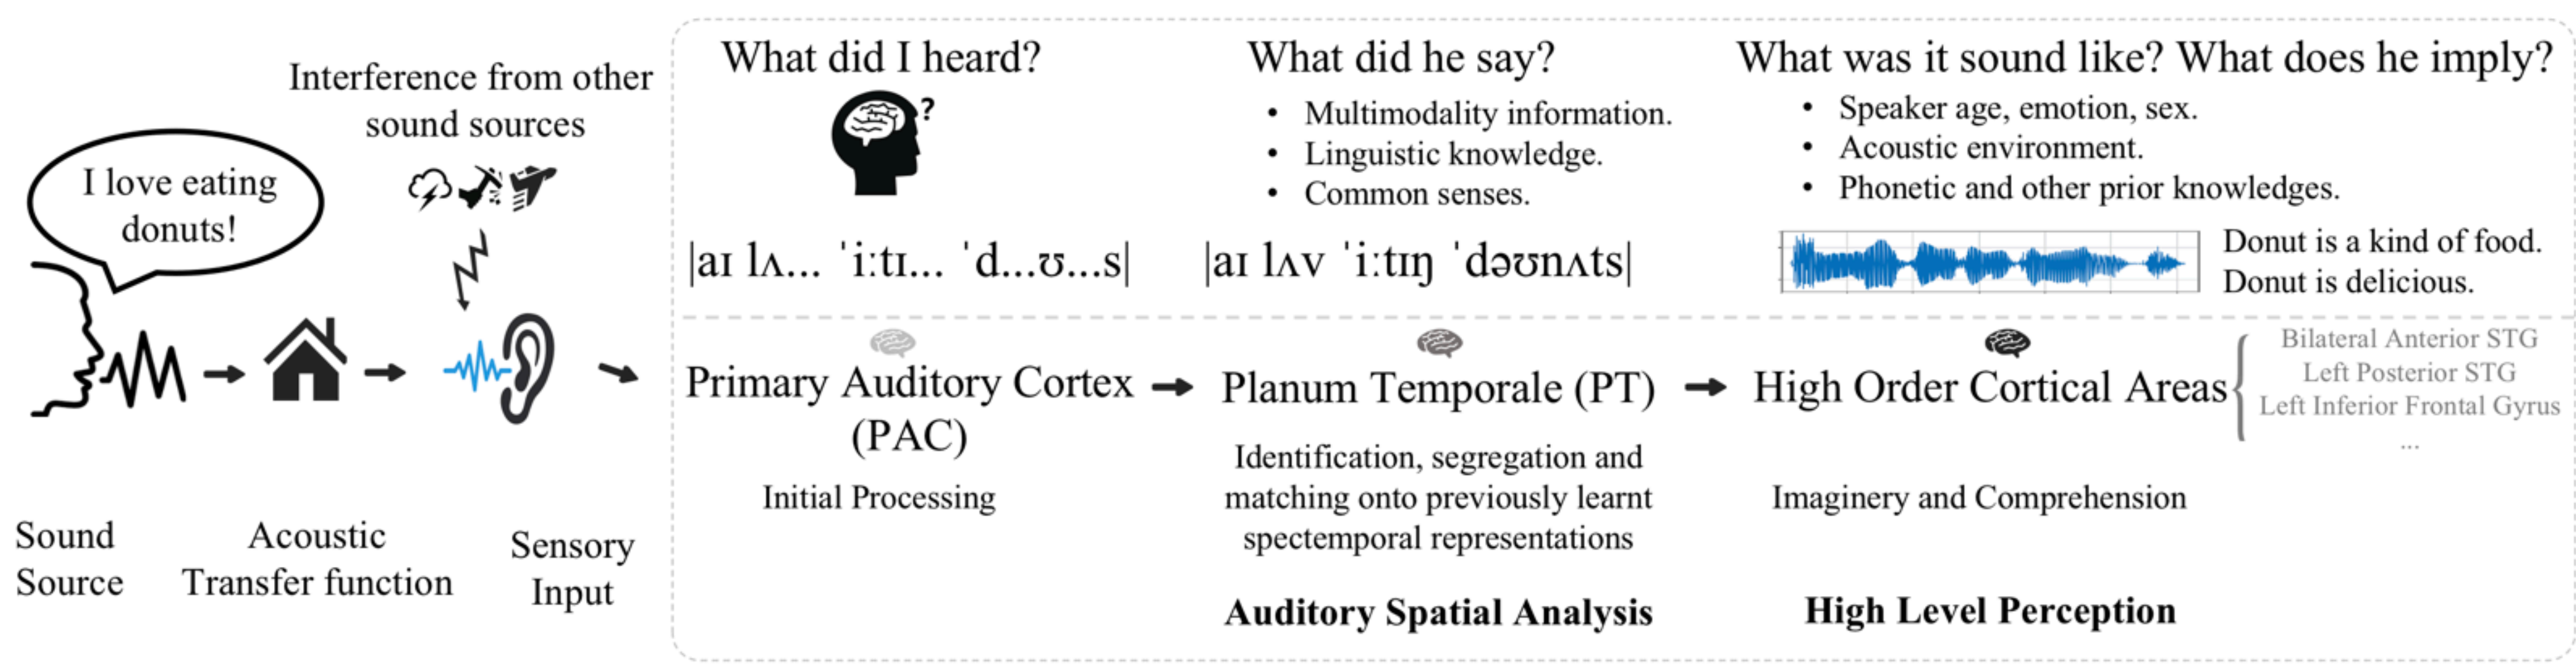 Interference from other
sound sources
I love eating
donuts!
Sound
Source
Acoustic
Transfer function
Sensory
Input
What did I heard?
?
|aɪ lʌ... ˈiːtɪ... ˈd...ʊ...s|
What did he say?
• Multimodality information.
• Linguistic knowledge.
• Common senses.
|aɪ lʌv ˈiːtɪŋ ˈdəʊnʌts|
What was it sound like? What does he imply?
• Speaker age, emotion, sex.
• Acoustic environment.
• Phonetic and other prior knowledges.
Donut is a kind of food.
Donut is delicious.
Primary Auditory Cortex
(PAC)
Initial Processing
Planum Temporale (PT)
Identification, segregation and
matching onto previously learnt
spectemporal representations
Auditory Spatial Analysis
High Order Cortical Areas
Bilateral Anterior STG
Left Posterior STG
Left Inferior Frontal Gyrus
...
Imaginery and Comprehension
High Level Perception